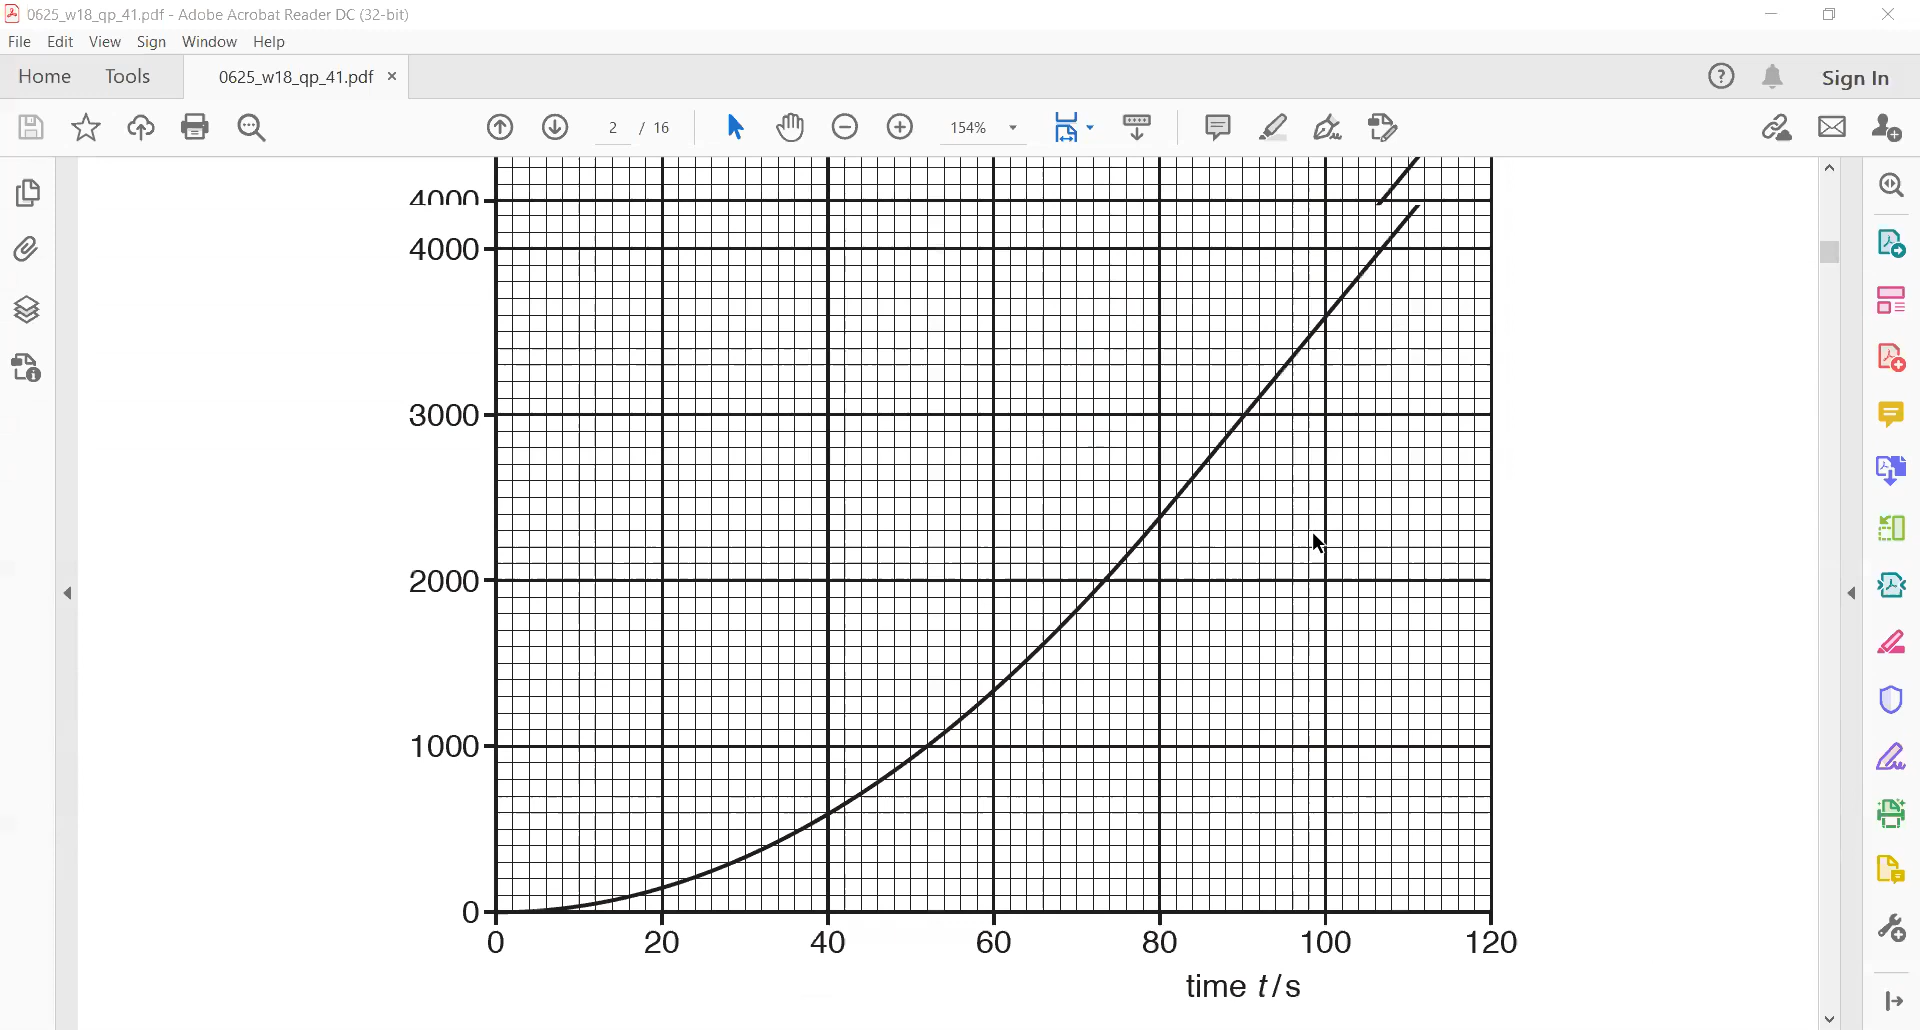 0625_w18_qp_41.pdf - Adobe Acrobat Reader DC (32-bit)
File Edit View Sign Window Help
Home Tools 0625_w18_qp_41.pdf × Sign In
2 / 16 154%
4000
4000
3000
2000
1000
0
0 20 40 60 80 100 120
time t/s